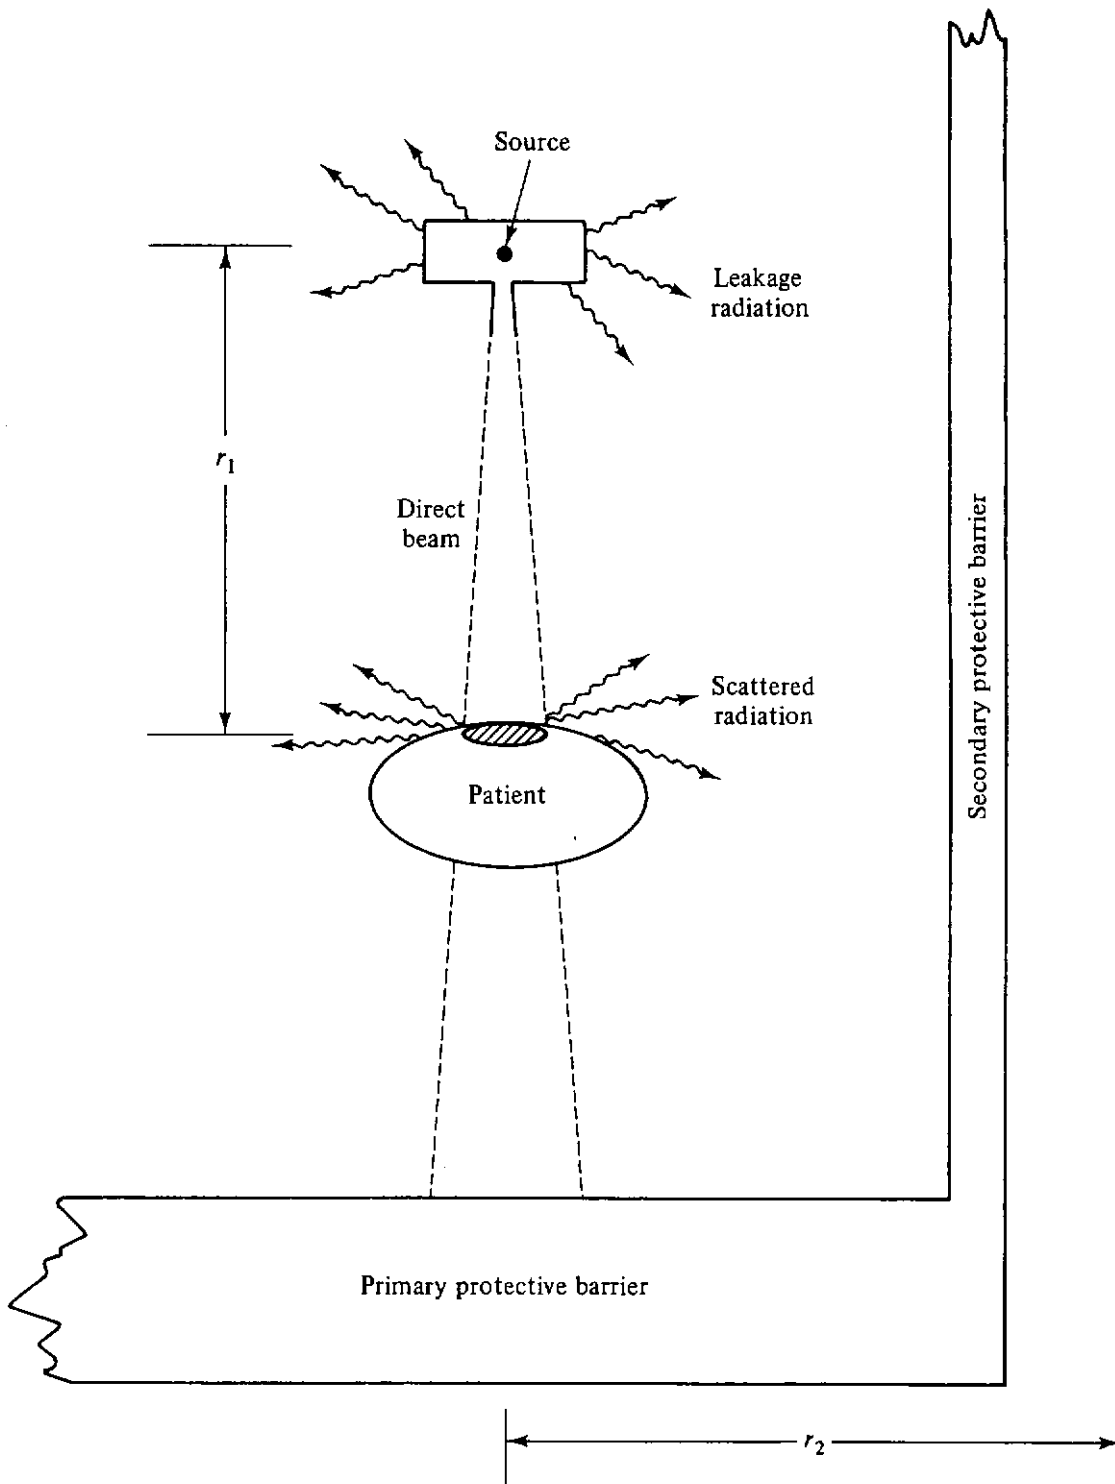 Source
Leakage
radiation
r1
Direct
beam
Scattered
radiation
Patient
Secondary protective barrier
Primary protective barrier
r2